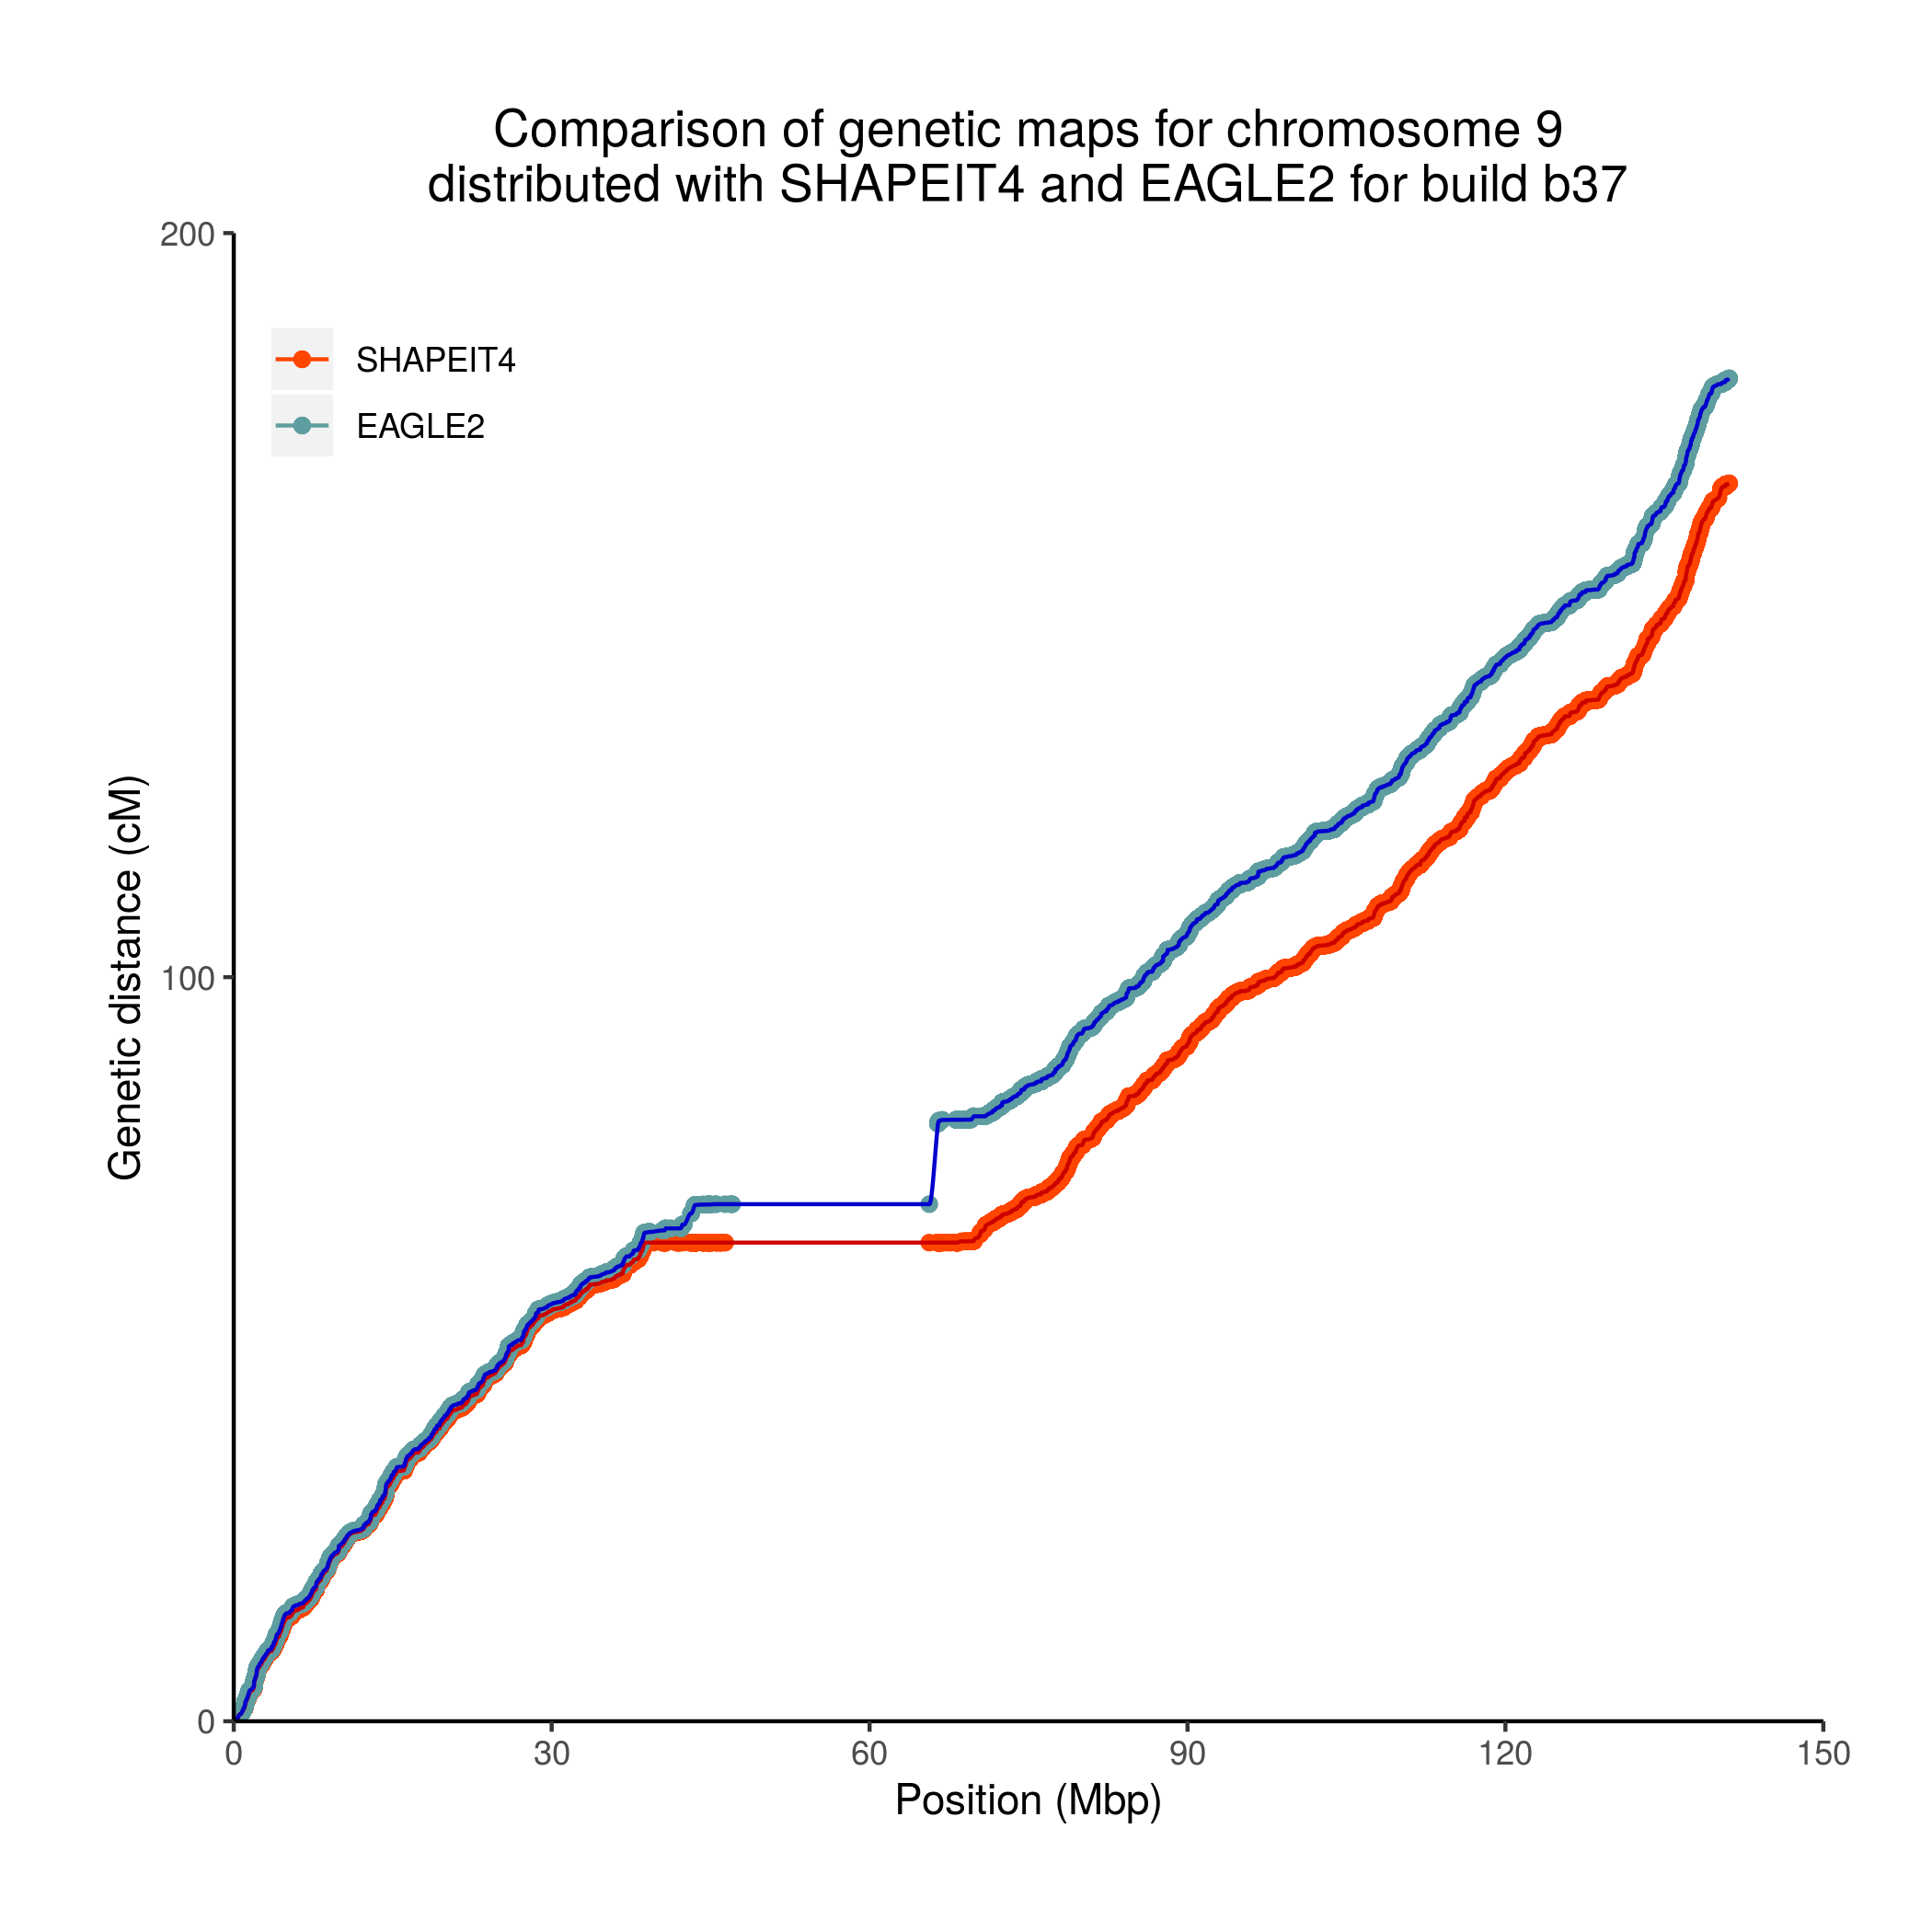 Comparison of genetic maps for chromosome 9
distributed with SHAPEIT4 and EAGLE2 for build b37
200
SHAPEIT4
EAGLE2
Genetic distance (cM)
100
0
0 30 60 90 120 150
Position (Mbp)